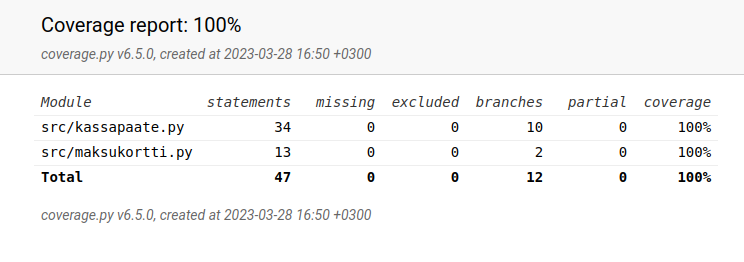 Coverage report: 100%
coverage.py v6.5.0, created at 2023-03-28 16:50 +0300
Module statements missing excluded branches partial coverage
src/kassapaate.py 34 0 0 10 0 100%
src/maksukortti.py 13 0 0 2 0 100%
Total 47 0 0 12 0 100%
coverage.py v6.5.0, created at 2023-03-28 16:50 +0300